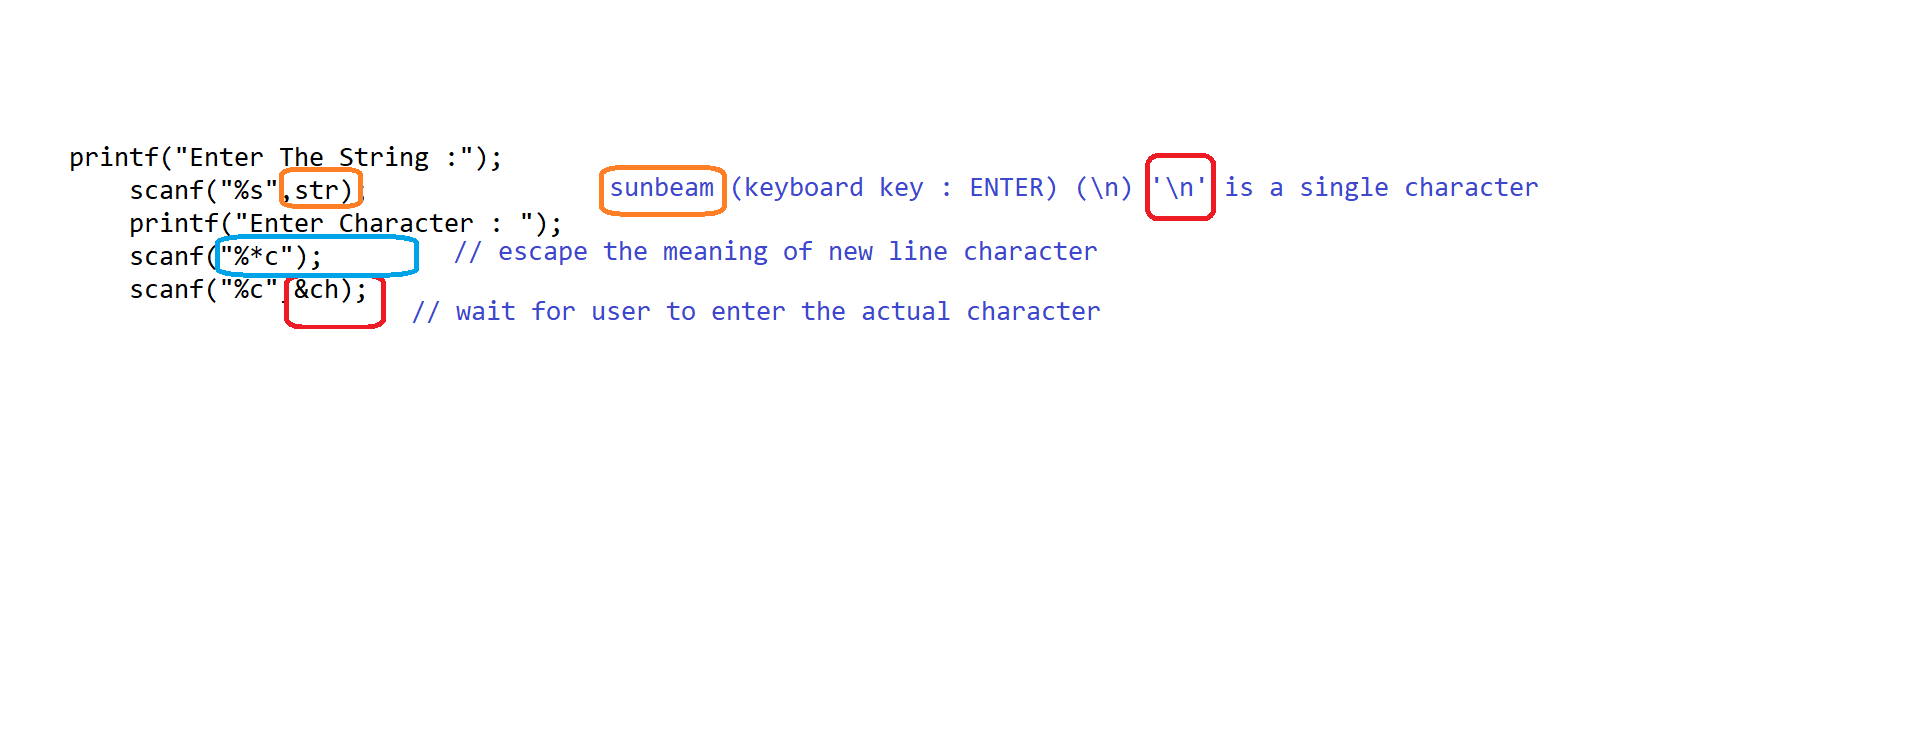 printf("Enter The String :");
scanf("%s",str); sunbeam (keyboard key : ENTER) (\n) '\n' is a single character
printf("Enter Character : ");
scanf("%*c"); // escape the meaning of new line character
scanf("%c",&ch);
// wait for user to enter the actual character